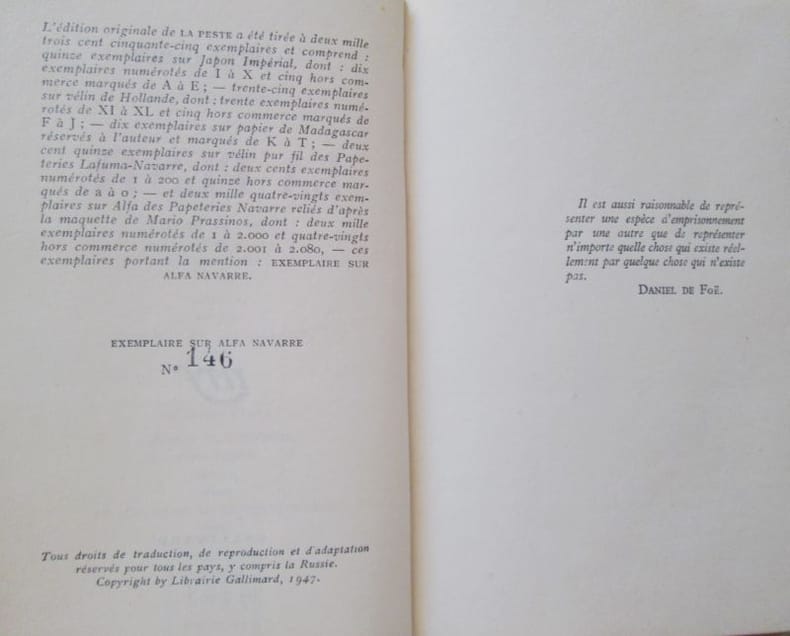 L'édition originale de LA PESTE a été tirée à deux mille
trois cent cinquante-cinq exemplaires et comprend :
quinze exemplaires sur Japon Impérial, dont : dix
exemplaires numérotés de I à X et cinq hors com-
merce marqués de A à E ; — trente-cinq exemplaires
sur vélin de Hollande, dont : trente exemplaires numé-
rotés de XI à XL et cinq hors commerce marqués de
F à J ; — dix exemplaires sur papier de Madagascar
réservés à l'auteur et marqués de K à T ; — deux
cent quinze exemplaires sur vélin pur fil des Pape-
teries Lafuma-Navarre, dont : deux cents exemplaires
numérotés de 1 à 200 et quinze hors commerce mar-
qués de a à o ; — et deux mille quatre-vingts exem-
plaires sur Alfa des Papeteries Navarre reliés d'après
la maquette de Mario Prassinos, dont : deux mille
exemplaires numérotés de 1 à 2.000 et quatre-vingts
hors commerce numérotés de 2.001 à 2.080, — ces
exemplaires portant la mention : EXEMPLAIRE SUR
ALFA NAVARRE.
EXEMPLAIRE SUR ALFA NAVARRE
N° 146
Tous droits de traduction, de reproduction et d'adaptation
réservés pour tous les pays, y compris la Russie.
Copyright by Librairie Gallimard, 1947.
Il est aussi raisonnable de repré-
senter une espèce d'emprisonnement
par une autre que de représenter
n'importe quelle chose qui existe réel-
lement par quelque chose qui n'existe
pas.
DANIEL DE FOË.